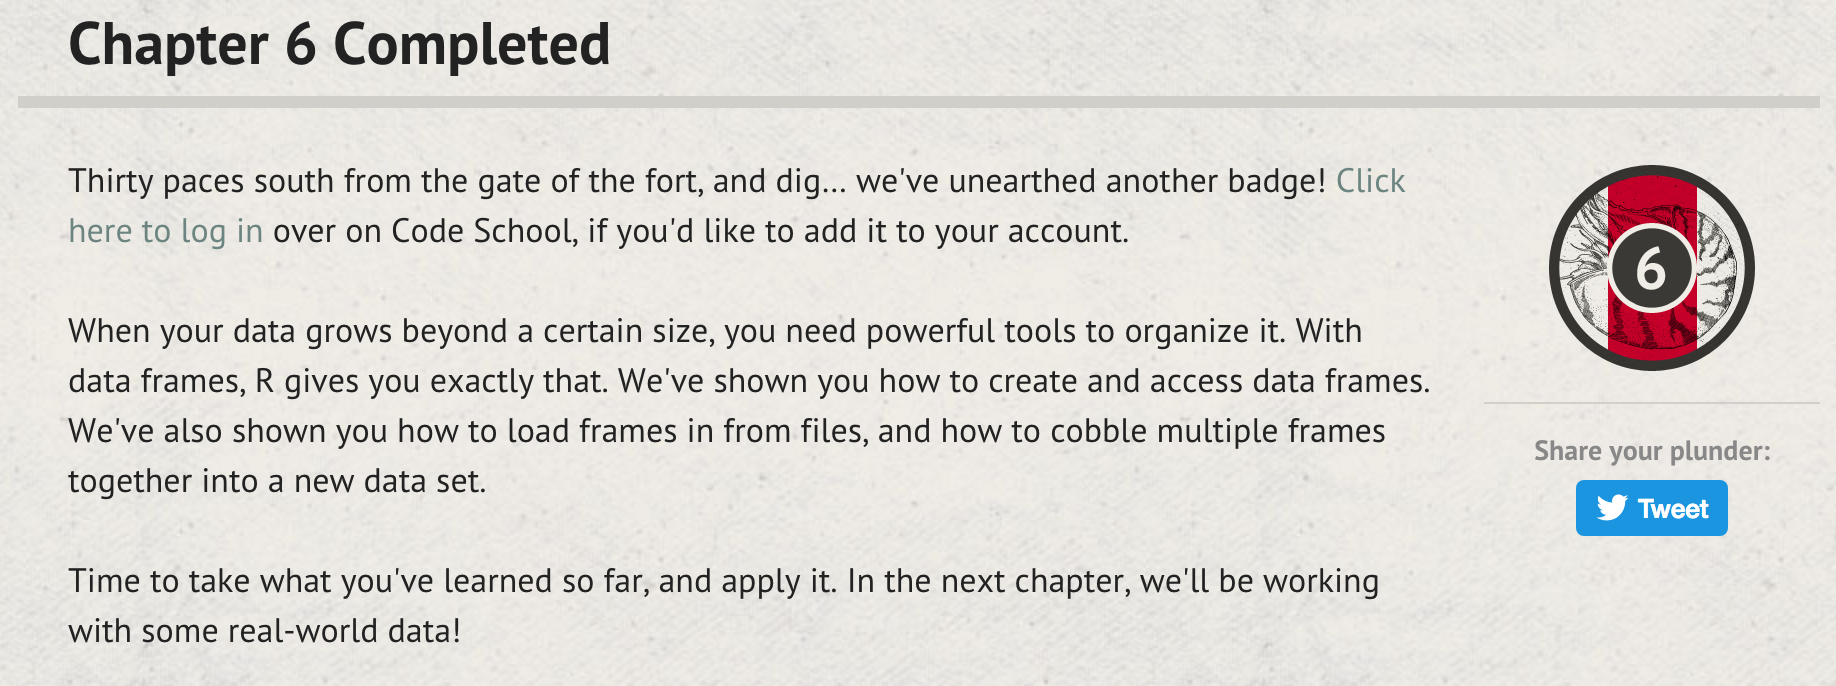 Chapter 6 Completed
Thirty paces south from the gate of the fort, and dig... we've unearthed another badge! Click
here to log in over on Code School, if you'd like to add it to your account.
When your data grows beyond a certain size, you need powerful tools to organize it. With
data frames, R gives you exactly that. We've shown you how to create and access data frames.
We've also shown you how to load frames in from files, and how to cobble multiple frames
together into a new data set.
Time to take what you've learned so far, and apply it. In the next chapter, we'll be working
with some real-world data!
6
Share your plunder:
Tweet